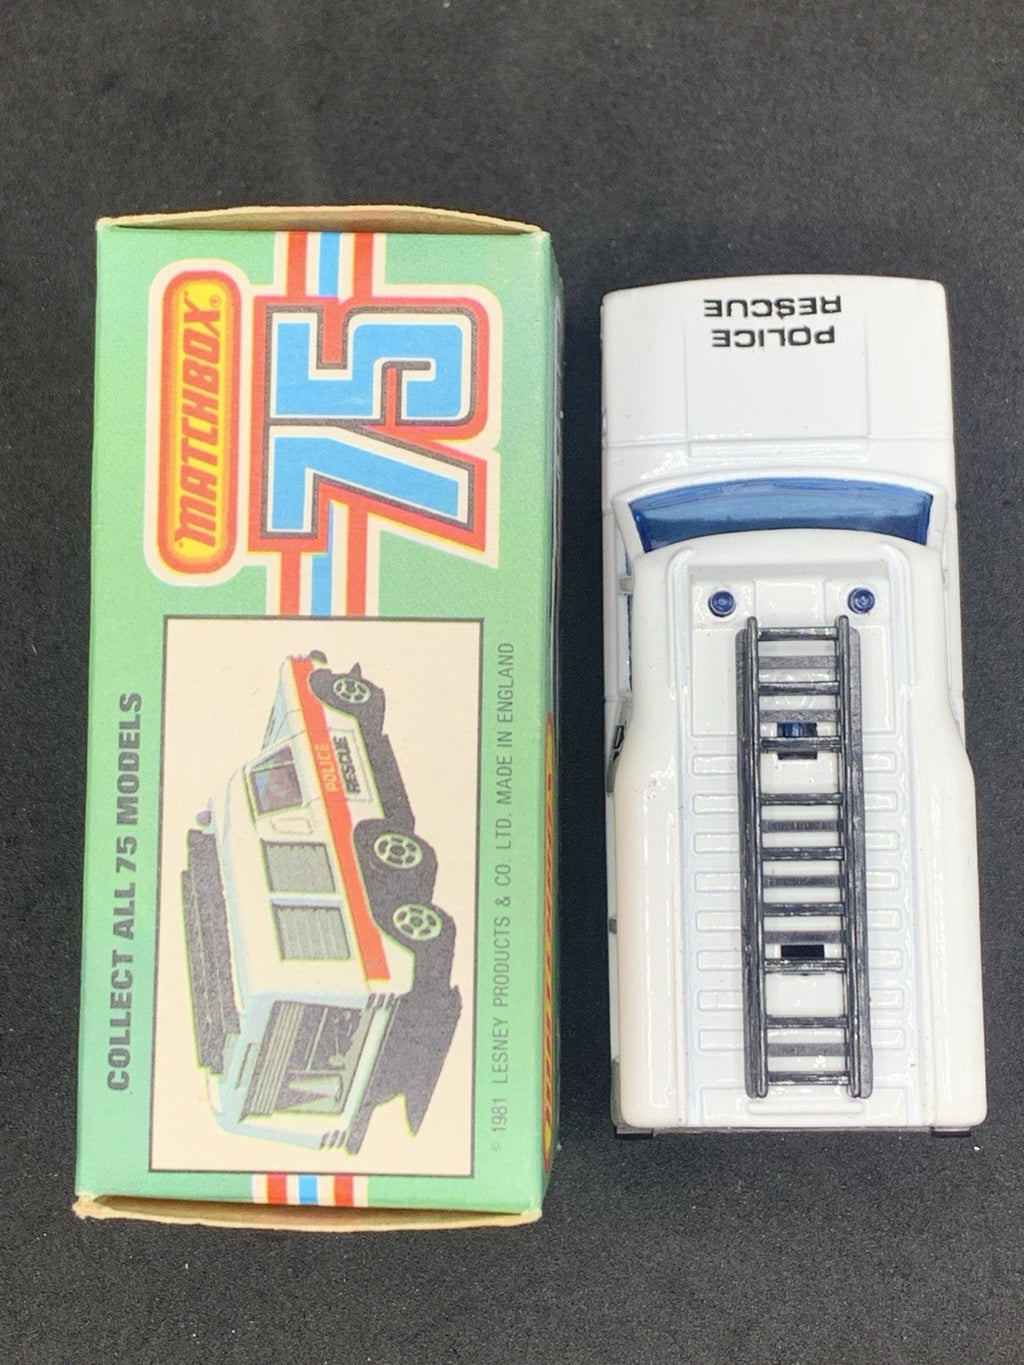 MATCHBOX®
75
COLLECT ALL 75 MODELS
POLICE
RESCUE
© 1981 LESNEY PRODUCTS & CO. LTD. MADE IN ENGLAND
POLICE
RESCUE